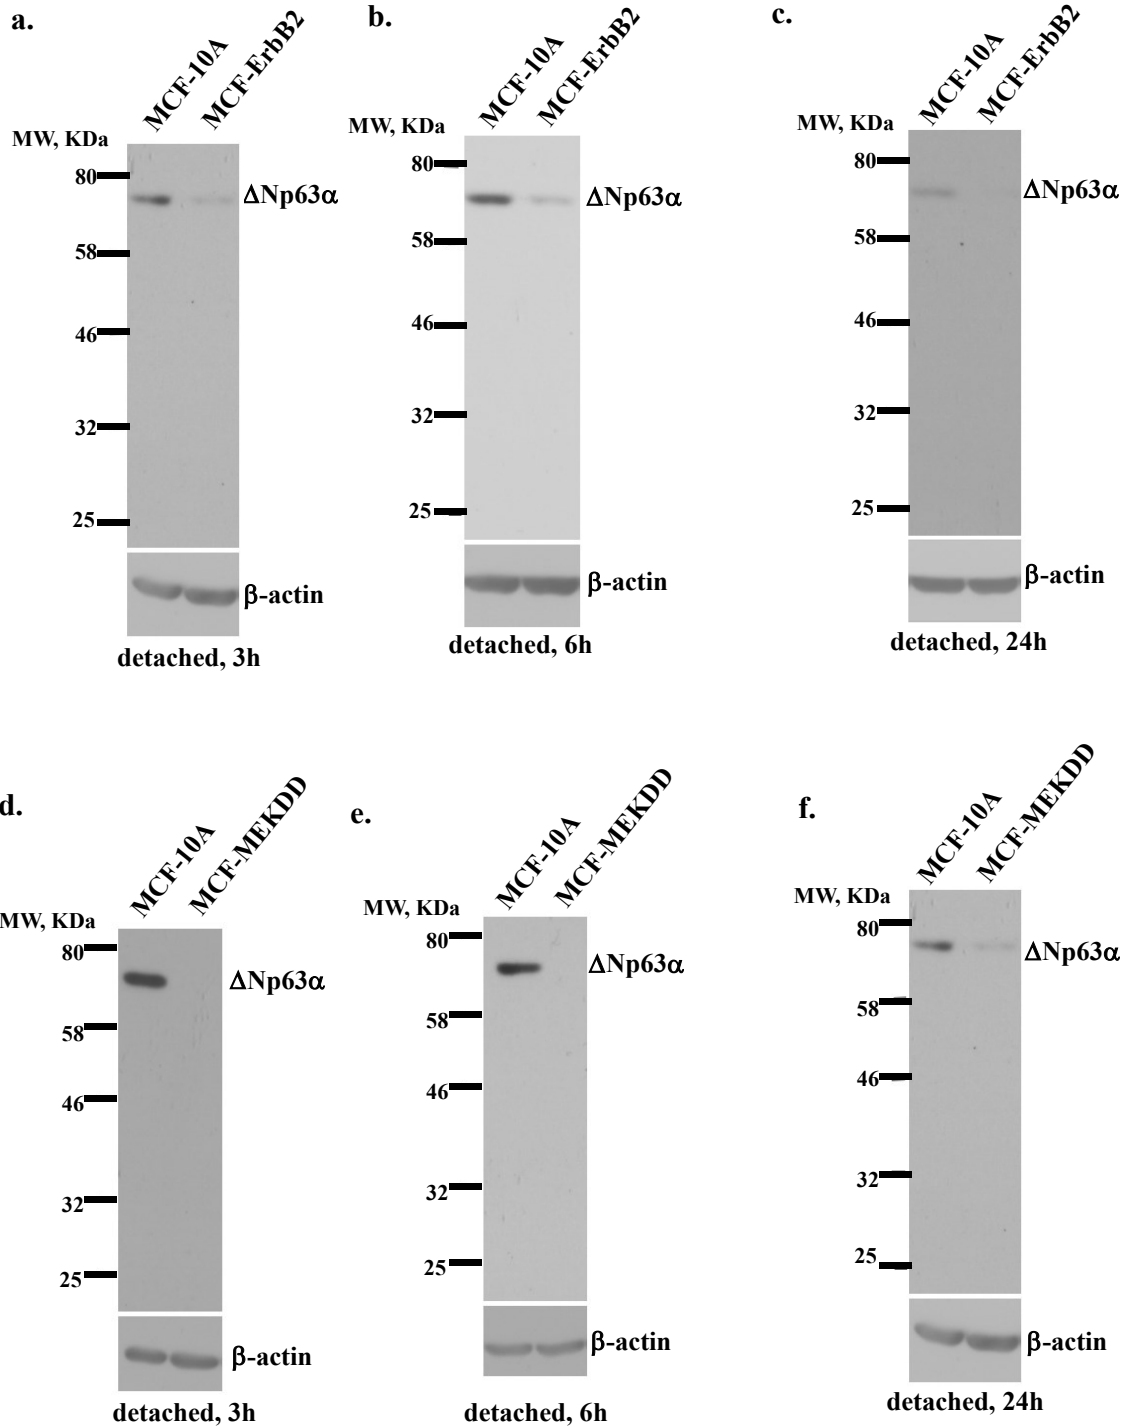 a.
MCF-10A
MCF-ErbB2
MW, KDa
80
ΔNp63α
58
46
32
25
β-actin
detached, 3h
b.
MCF-10A
MCF-ErbB2
MW, KDa
80
ΔNp63α
58
46
32
25
β-actin
detached, 6h
c.
MCF-10A
MCF-ErbB2
MW, KDa
80
ΔNp63α
58
46
32
25
β-actin
detached, 24h
d.
MCF-10A
MCF-MEKDD
MW, KDa
80
ΔNp63α
58
46
32
25
β-actin
detached, 3h
e.
MCF-10A
MCF-MEKDD
MW, KDa
80
ΔNp63α
58
46
32
25
β-actin
detached, 6h
f.
MCF-10A
MCF-MEKDD
MW, KDa
80
ΔNp63α
58
46
32
25
β-actin
detached, 24h